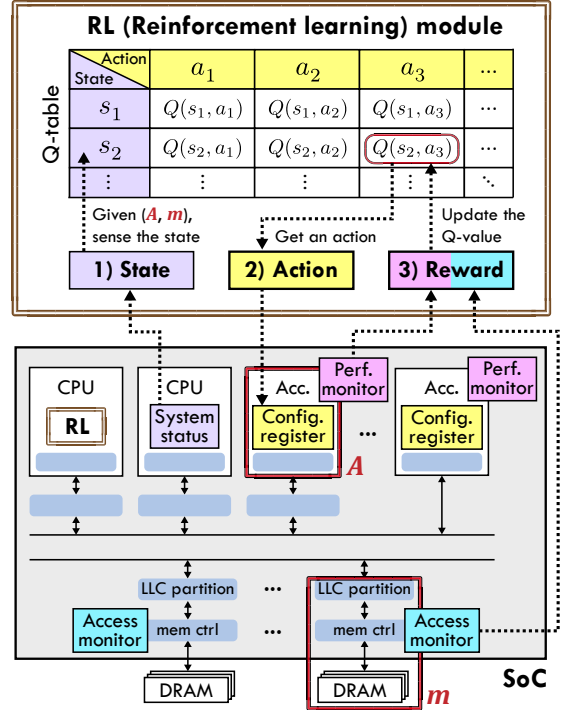 RL (Reinforcement learning) module
Q-table
Action
State
a1 a2 a3 ...
s1 Q(s1, a1) Q(s1, a2) Q(s1, a3) ...
s2 Q(s2, a1) Q(s2, a2) Q(s2, a3) ...
⋮ ⋮ ⋮ ⋮ ⋱
Given (A, m),
sense the state
Get an action
Update the
Q-value
1) State
2) Action
3) Reward
CPU
RL
CPU
System
status
Acc.
Perf.
monitor
Config.
register
A
...
Acc.
Perf.
monitor
Config.
register
LLC partition
...
LLC partition
Access
monitor
mem ctrl
...
mem ctrl
Access
monitor
DRAM
DRAM
m
SoC